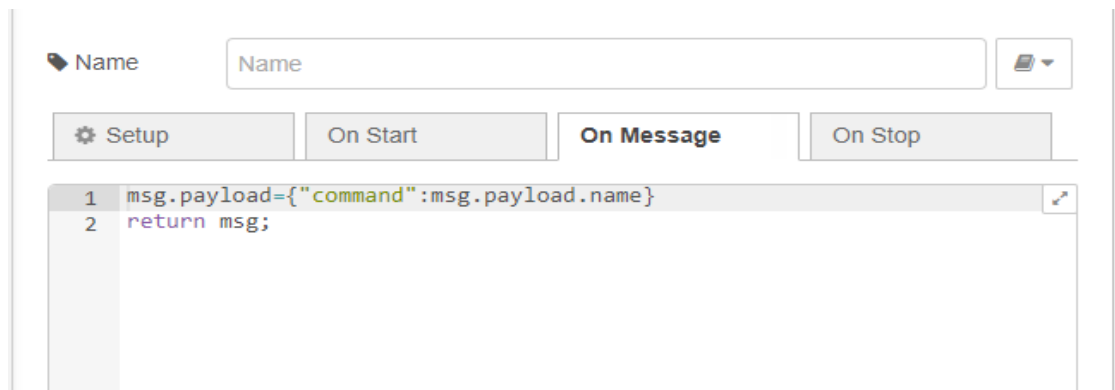 Name Name
Setup On Start On Message On Stop
1 msg.payload={"command":msg.payload.name}
2 return msg;